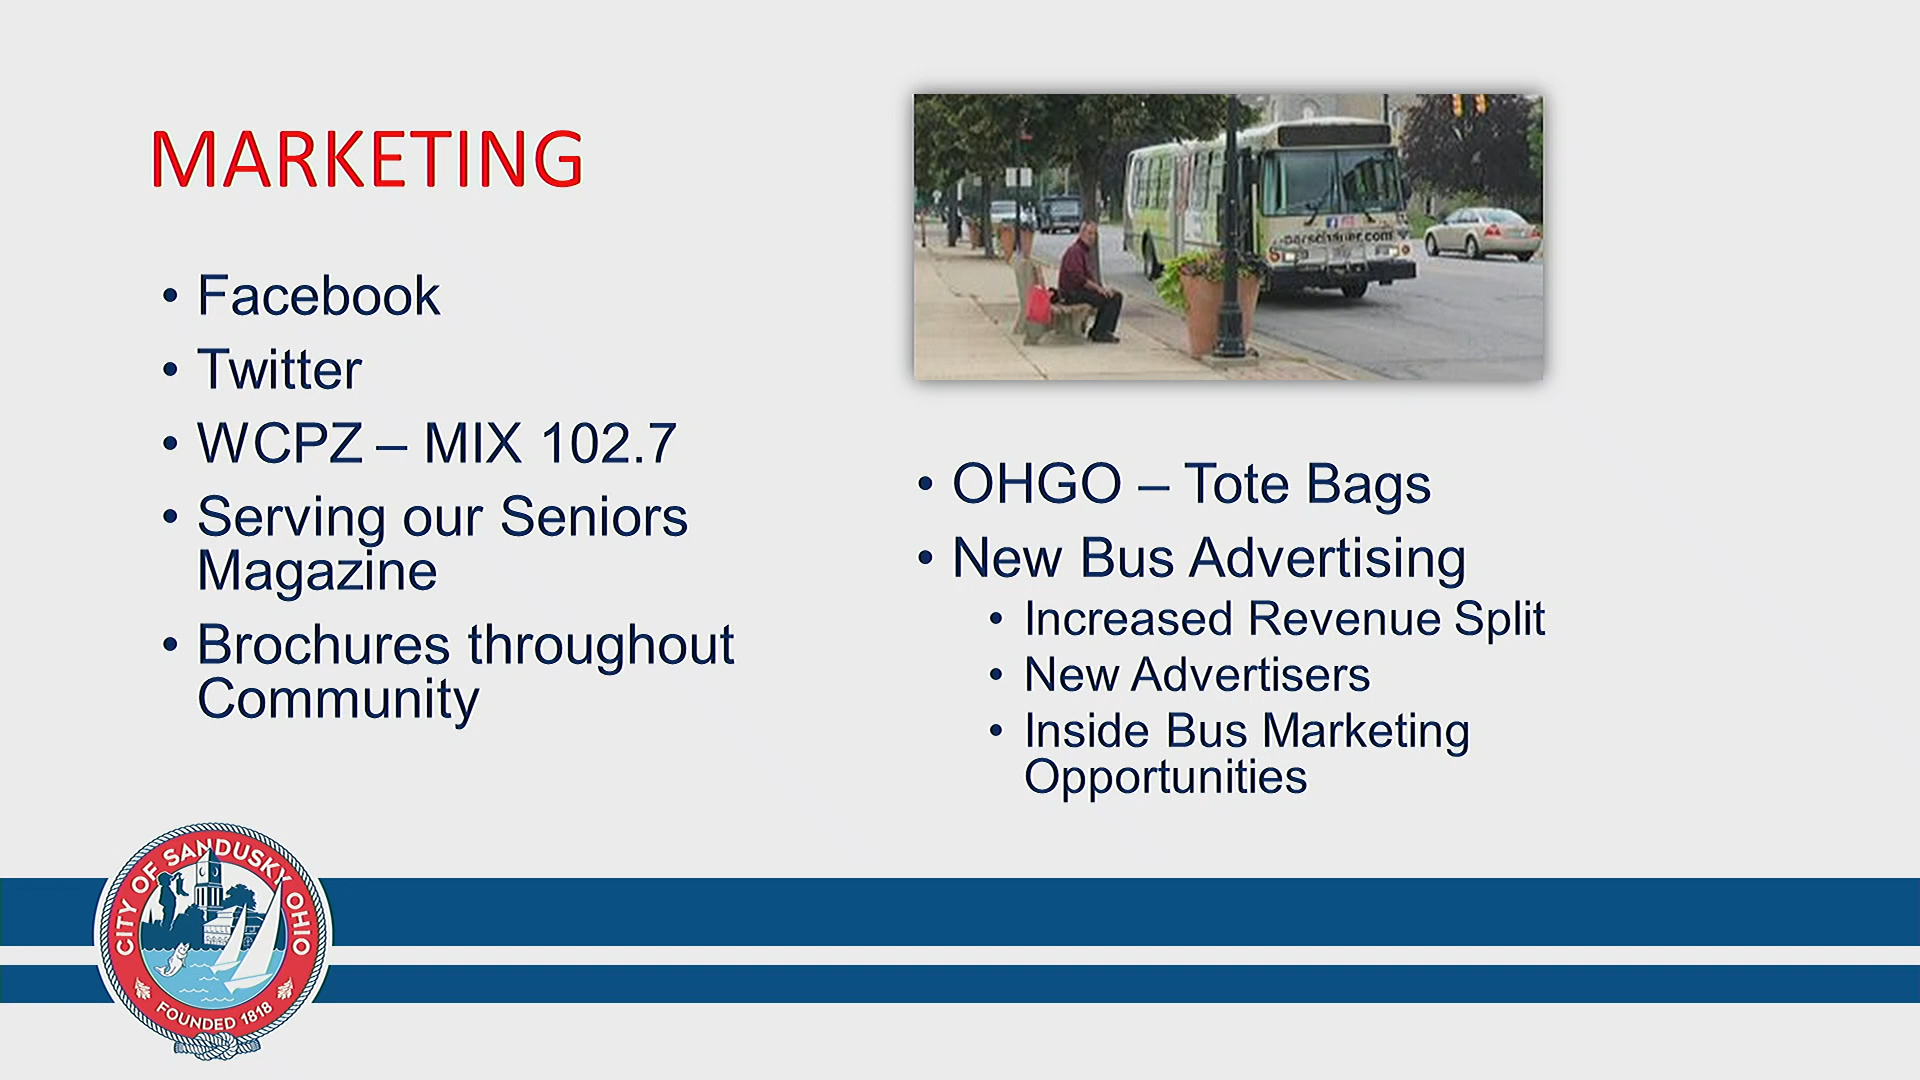 MARKETING
• Facebook
• Twitter
• WCPZ – MIX 102.7
• Serving our Seniors
Magazine
• Brochures throughout
Community
• OHGO – Tote Bags
• New Bus Advertising
• Increased Revenue Split
• New Advertisers
• Inside Bus Marketing
Opportunities
CITY OF SANDUSKY, OHIO
FOUNDED 1818